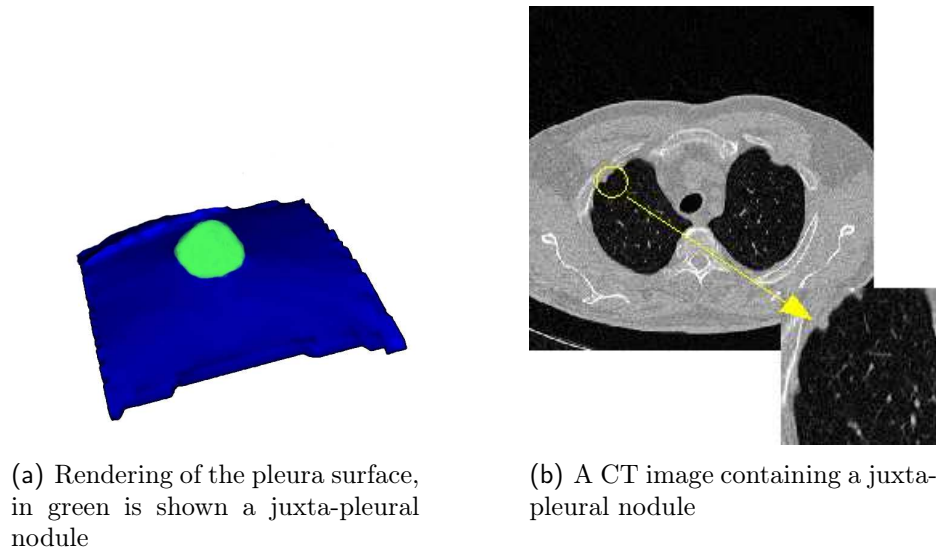 (a) Rendering of the pleura surface,
in green is shown a juxta-pleural
nodule
(b) A CT image containing a juxta-
pleural nodule